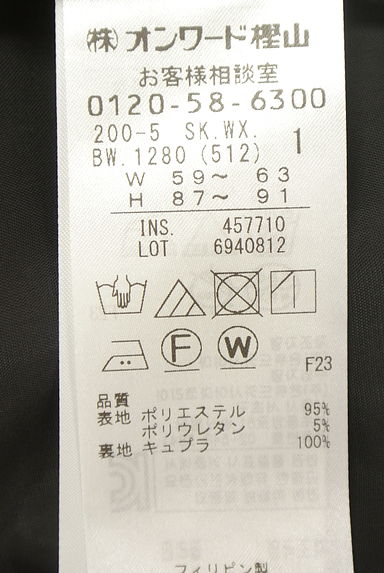 ㈱オンワード樫山
お客様相談室
0120-58-6300
200-5 SK.WX.
BW.1280 (512) 1
W 59～ 63
H 87～ 91
INS. 457710
LOT 6940812
F W
F23
品質
表地 ポリエステル 95%
ポリウレタン 5%
裏地 キュプラ 100%
フィリピン製